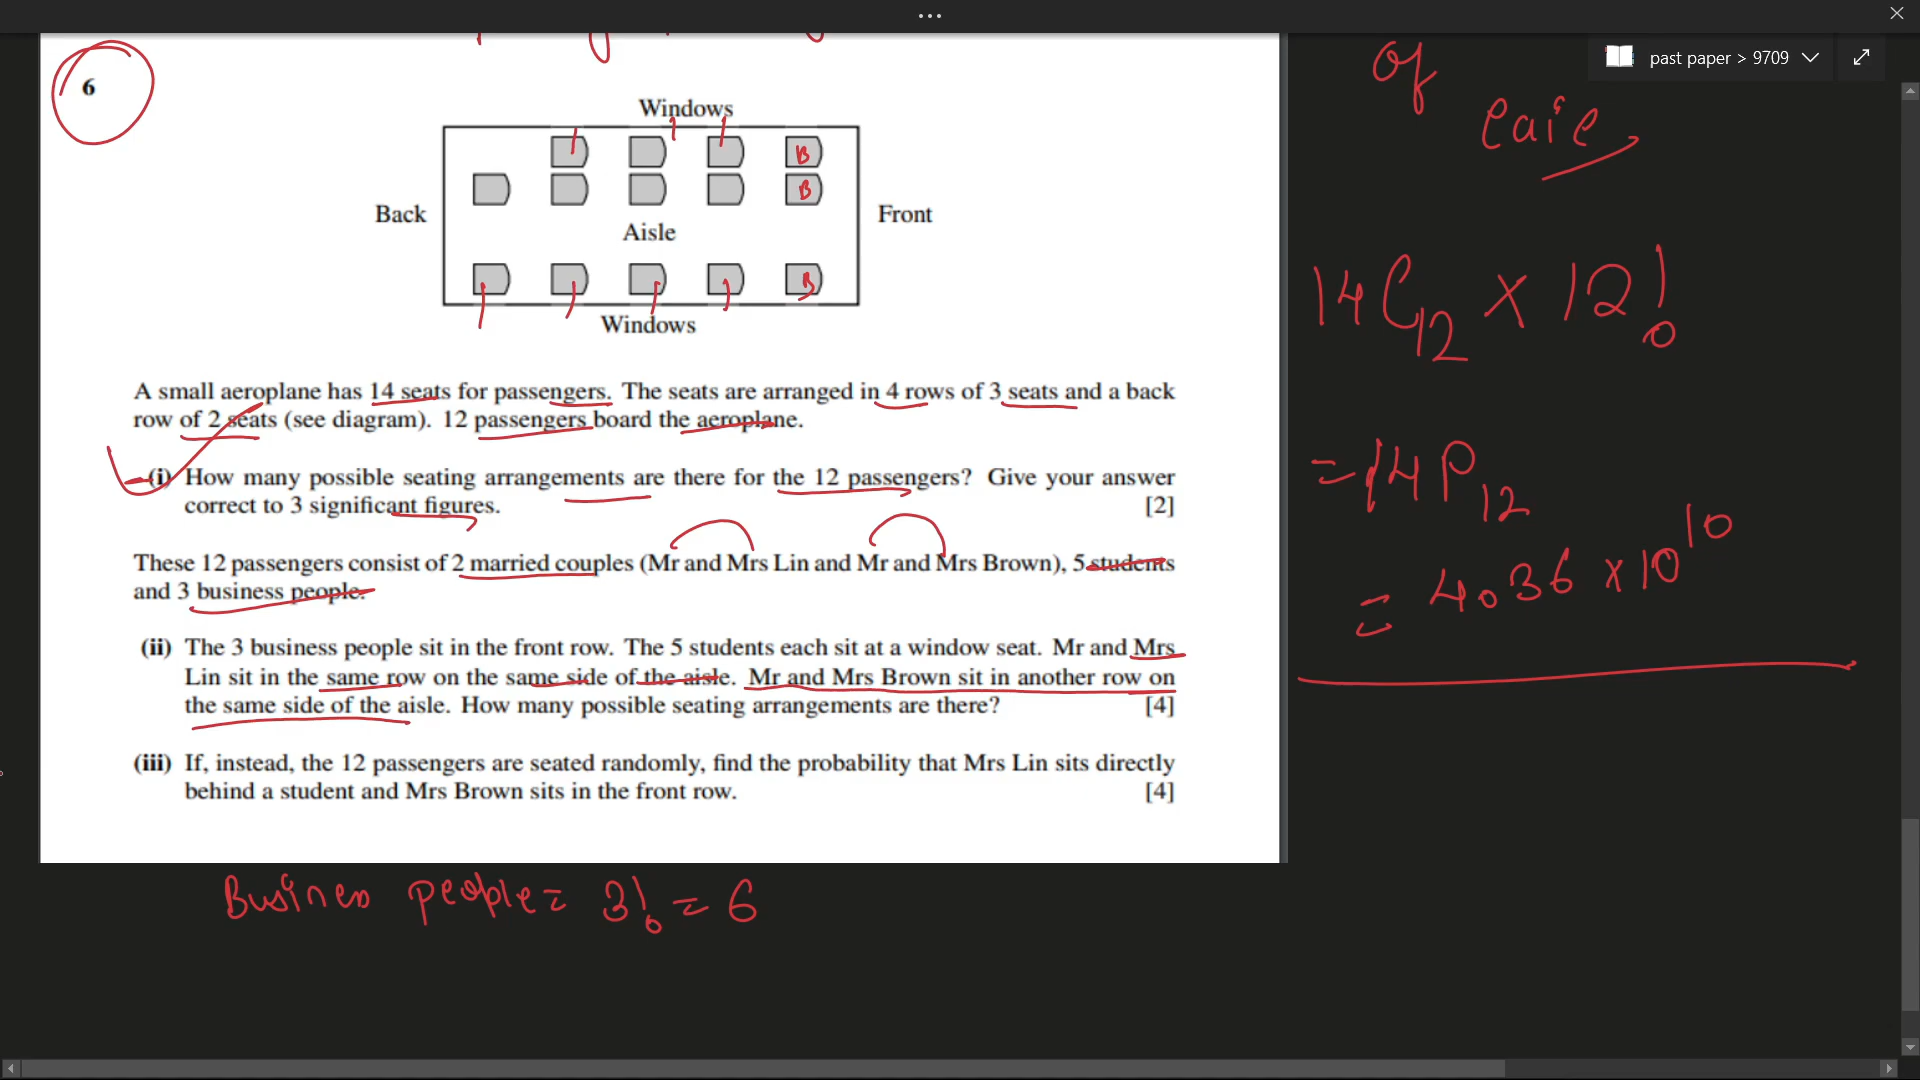 past paper > 9709
of
Caie
6
Windows
B
B
Back
Front
Aisle
B
Windows
14C12 × 12!
A small aeroplane has 14 seats for passengers. The seats are arranged in 4 rows of 3 seats and a back
row of 2 seats (see diagram). 12 passengers board the aeroplane.
(i) How many possible seating arrangements are there for the 12 passengers? Give your answer
correct to 3 significant figures. [2]
= 14P12
= 4.36 × 10^10
These 12 passengers consist of 2 married couples (Mr and Mrs Lin and Mr and Mrs Brown), 5 students
and 3 business people.
(ii) The 3 business people sit in the front row. The 5 students each sit at a window seat. Mr and Mrs
Lin sit in the same row on the same side of the aisle. Mr and Mrs Brown sit in another row on
the same side of the aisle. How many possible seating arrangements are there? [4]
(iii) If, instead, the 12 passengers are seated randomly, find the probability that Mrs Lin sits directly
behind a student and Mrs Brown sits in the front row. [4]
Business people = 3! = 6